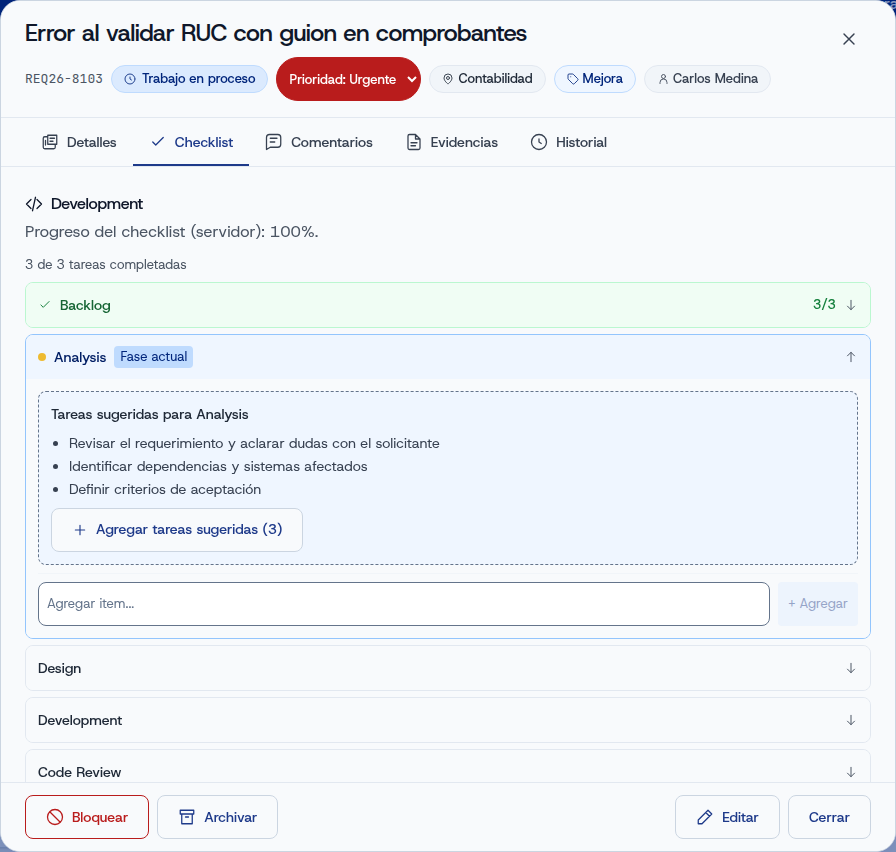 Error al validar RUC con guion en comprobantes
REQ26-8103 Trabajo en proceso Prioridad: Urgente Contabilidad Mejora Carlos Medina
Detalles Checklist Comentarios Evidencias Historial
Development
Progreso del checklist (servidor): 100%.
3 de 3 tareas completadas
Backlog 3/3
Analysis Fase actual
Tareas sugeridas para Analysis
Revisar el requerimiento y aclarar dudas con el solicitante
Identificar dependencias y sistemas afectados
Definir criterios de aceptación
Agregar tareas sugeridas (3)
Agregar item... + Agregar
Design
Development
Code Review
Bloquear Archivar Editar Cerrar